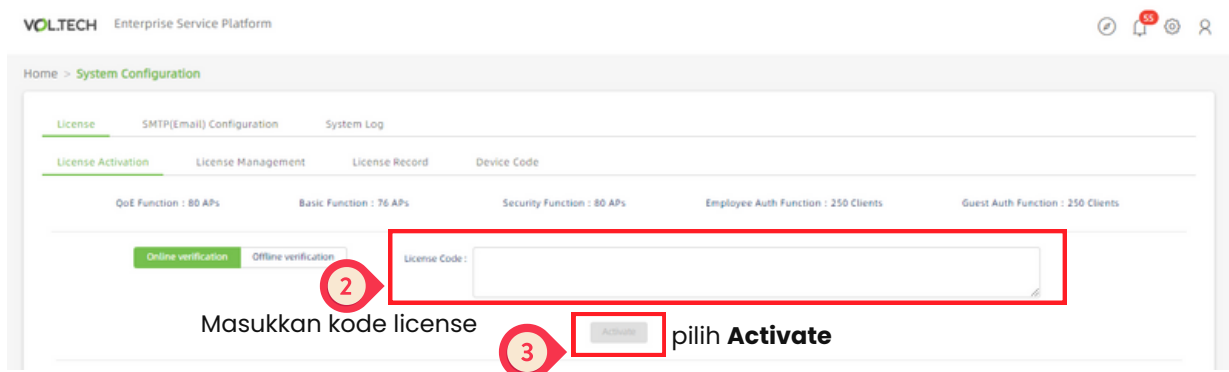 VOLTECH Enterprise Service Platform 55
Home > System Configuration
License SMTP(Email) Configuration System Log
License Activation License Management License Record Device Code
QoE Function : 80 APs Basic Function : 76 APs Security Function : 80 APs Employee Auth Function : 250 Clients Guest Auth Function : 250 Clients
Online verification Offline verification License Code :
2
Masukkan kode license
Activate pilih Activate
3